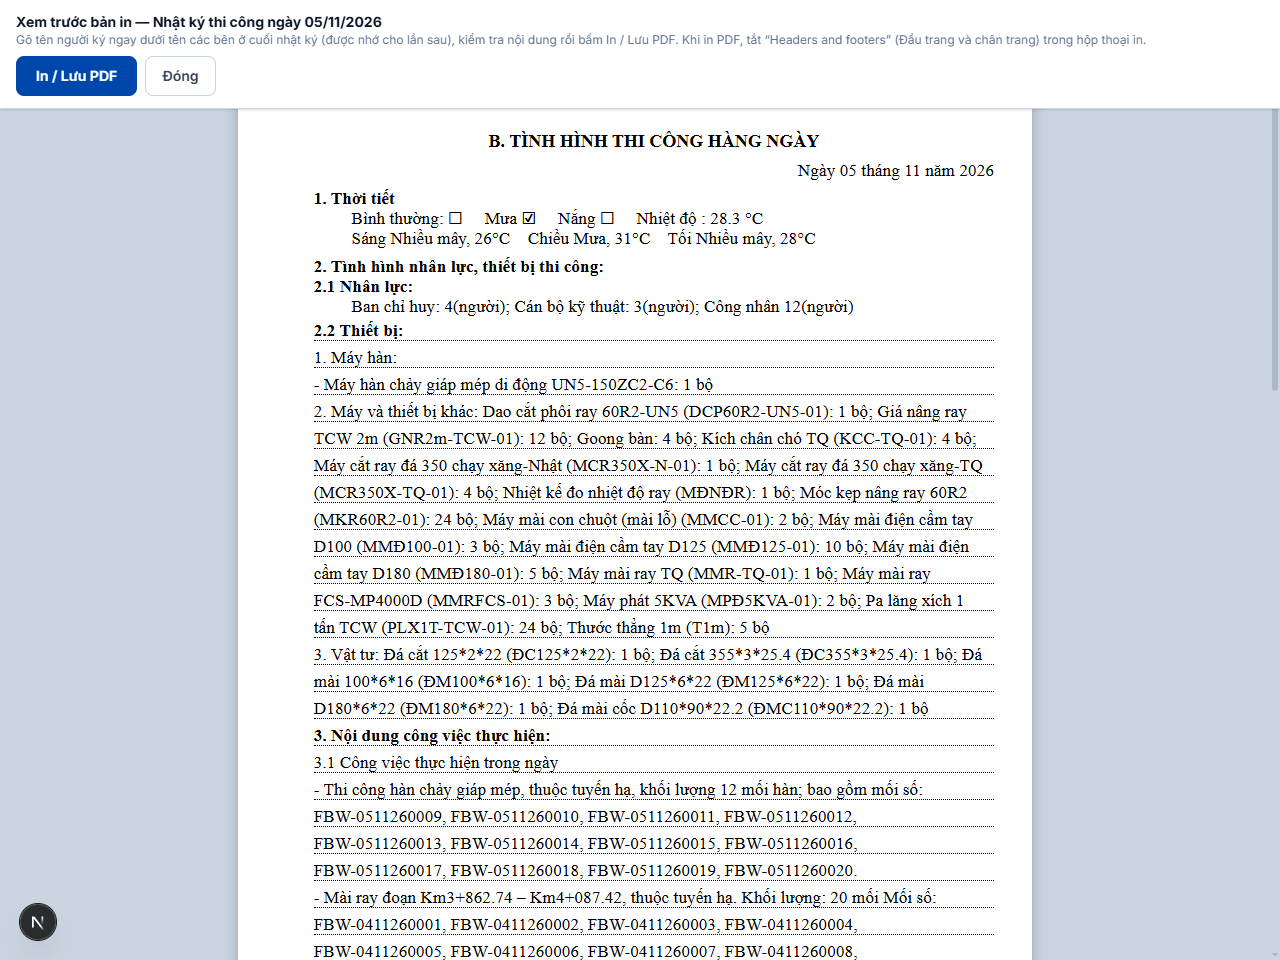 Xem trước bản in — Nhật ký thi công ngày 05/11/2026
Gõ tên người ký ngay dưới tên các bên ở cuối nhật ký (được nhớ cho lần sau), kiểm tra nội dung rồi bấm In / Lưu PDF. Khi in PDF, tắt “Headers and footers” (Đầu trang và chân trang) trong hộp thoại in.
In / Lưu PDF
Đóng
B. TÌNH HÌNH THI CÔNG HÀNG NGÀY
Ngày 05 tháng 11 năm 2026
1. Thời tiết
Bình thường: ☐ Mưa ☑ Nắng ☐ Nhiệt độ : 28.3 °C
Sáng Nhiều mây, 26°C Chiều Mưa, 31°C Tối Nhiều mây, 28°C
2. Tình hình nhân lực, thiết bị thi công:
2.1 Nhân lực:
Ban chỉ huy: 4(người); Cán bộ kỹ thuật: 3(người); Công nhân 12(người)
2.2 Thiết bị:
1. Máy hàn:
- Máy hàn chảy giáp mép di động UN5-150ZC2-C6: 1 bộ
2. Máy và thiết bị khác: Dao cắt phôi ray 60R2-UN5 (DCP60R2-UN5-01): 1 bộ; Giá nâng ray
TCW 2m (GNR2m-TCW-01): 12 bộ; Goong bàn: 4 bộ; Kích chân chó TQ (KCC-TQ-01): 4 bộ;
Máy cắt ray đá 350 chạy xăng-Nhật (MCR350X-N-01): 1 bộ; Máy cắt ray đá 350 chạy xăng-TQ
(MCR350X-TQ-01): 4 bộ; Nhiệt kế đo nhiệt độ ray (MĐNĐR): 1 bộ; Móc kẹp nâng ray 60R2
(MKR60R2-01): 24 bộ; Máy mài con chuột (mài lỗ) (MMCC-01): 2 bộ; Máy mài điện cầm tay
D100 (MMĐ100-01): 3 bộ; Máy mài điện cầm tay D125 (MMĐ125-01): 10 bộ; Máy mài điện
cầm tay D180 (MMĐ180-01): 5 bộ; Máy mài ray TQ (MMR-TQ-01): 1 bộ; Máy mài ray
FCS-MP4000D (MMRFCS-01): 3 bộ; Máy phát 5KVA (MPĐ5KVA-01): 2 bộ; Pa lăng xích 1
tấn TCW (PLX1T-TCW-01): 24 bộ; Thước thẳng 1m (T1m): 5 bộ
3. Vật tư: Đá cắt 125*2*22 (ĐC125*2*22): 1 bộ; Đá cắt 355*3*25.4 (ĐC355*3*25.4): 1 bộ; Đá
mài 100*6*16 (ĐM100*6*16): 1 bộ; Đá mài D125*6*22 (ĐM125*6*22): 1 bộ; Đá mài
D180*6*22 (ĐM180*6*22): 1 bộ; Đá mài cốc D110*90*22.2 (ĐMC110*90*22.2): 1 bộ
3. Nội dung công việc thực hiện:
3.1 Công việc thực hiện trong ngày
- Thi công hàn chảy giáp mép, thuộc tuyến hạ, khối lượng 12 mối hàn; bao gồm mối số:
FBW-0511260009, FBW-0511260010, FBW-0511260011, FBW-0511260012,
FBW-0511260013, FBW-0511260014, FBW-0511260015, FBW-0511260016,
FBW-0511260017, FBW-0511260018, FBW-0511260019, FBW-0511260020.
- Mài ray đoạn Km3+862.74 – Km4+087.42, thuộc tuyến hạ. Khối lượng: 20 mối Mối số:
FBW-0411260001, FBW-0411260002, FBW-0411260003, FBW-0411260004,
FBW-0411260005, FBW-0411260006, FBW-0411260007, FBW-0411260008,
N